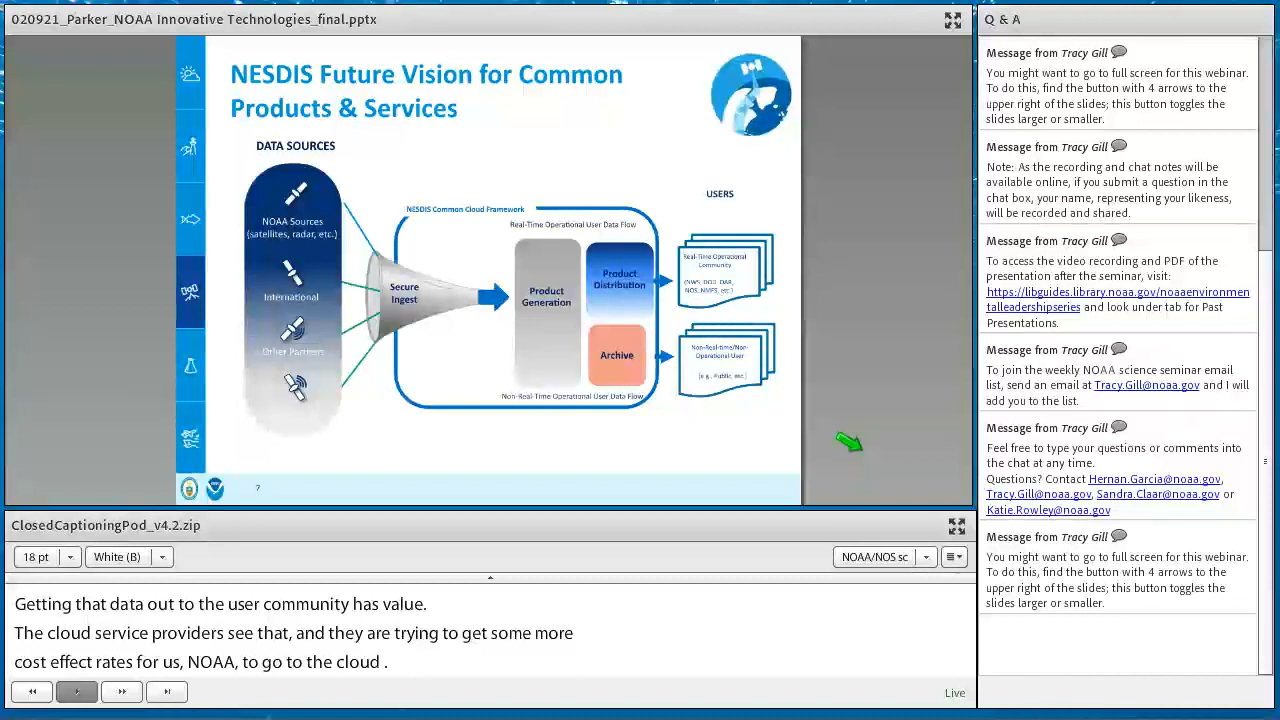 020921_Parker_NOAA Innovative Technologies_final.pptx
NESDIS Future Vision for Common
Products & Services
DATA SOURCES
NOAA Sources
(satellites, radar, etc.)
International
Other Partners
NESDIS Common Cloud Framework
Real-Time Operational User Data Flow
Secure
Ingest
Product
Generation
Product
Distribution
Archive
Non-Real-Time Operational User Data Flow
USERS
Real-Time Operational
Community
(NWS, DOD, OAR,
NOS, NMFS, etc.)
Non-Real-time/Non-
Operational User
(e.g., Public, etc.)
7
ClosedCaptioningPod_v4.2.zip
18 pt
White (B)
NOAA/NOS sc
Getting that data out to the user community has value.
The cloud service providers see that, and they are trying to get some more
cost effect rates for us, NOAA, to go to the cloud .
Live
Q & A
Message from Tracy Gill
You might want to go to full screen for this webinar.
To do this, find the button with 4 arrows to the
upper right of the slides; this button toggles the
slides larger or smaller.
Message from Tracy Gill
Note: As the recording and chat notes will be
available online, if you submit a question in the
chat box, your name, representing your likeness,
will be recorded and shared.
Message from Tracy Gill
To access the video recording and PDF of the
presentation after the seminar, visit:
https://libguides.library.noaa.gov/noaaenvironmen
talleadershipseries and look under tab for Past
Presentations.
Message from Tracy Gill
To join the weekly NOAA science seminar email
list, send an email at Tracy.Gill@noaa.gov and I will
add you to the list.
Message from Tracy Gill
Feel free to type your questions or comments into
the chat at any time.
Questions? Contact Hernan.Garcia@noaa.gov,
Tracy.Gill@noaa.gov, Sandra.Claar@noaa.gov or
Katie.Rowley@noaa.gov
Message from Tracy Gill
You might want to go to full screen for this webinar.
To do this, find the button with 4 arrows to the
upper right of the slides; this button toggles the
slides larger or smaller.